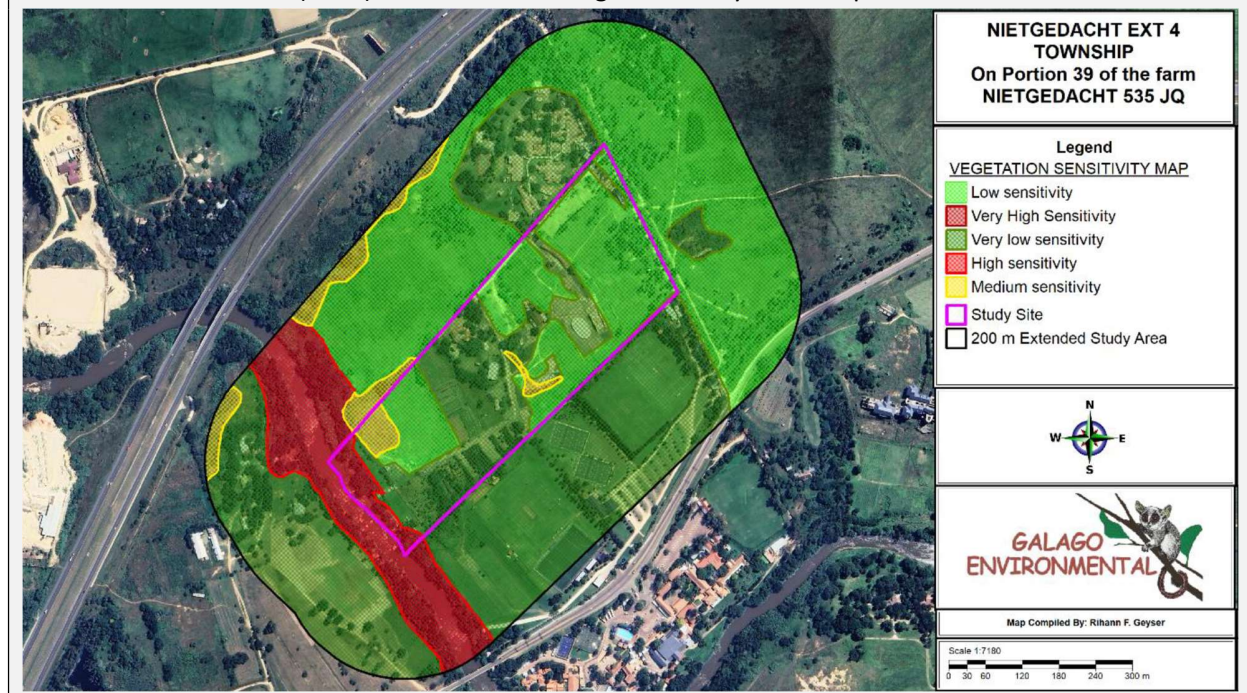 NIETGEDACHT EXT 4
TOWNSHIP
On Portion 39 of the farm
NIETGEDACHT 535 JQ
Legend
VEGETATION SENSITIVITY MAP
Low sensitivity
Very High Sensitivity
Very low sensitivity
High sensitivity
Medium sensitivity
Study Site
200 m Extended Study Area
N
W E
S
GALAGO
ENVIRONMENTAL
Map Compiled By: Rihann F. Geyser
Scale 1:7180
0 30 60 120 180 240 300 m